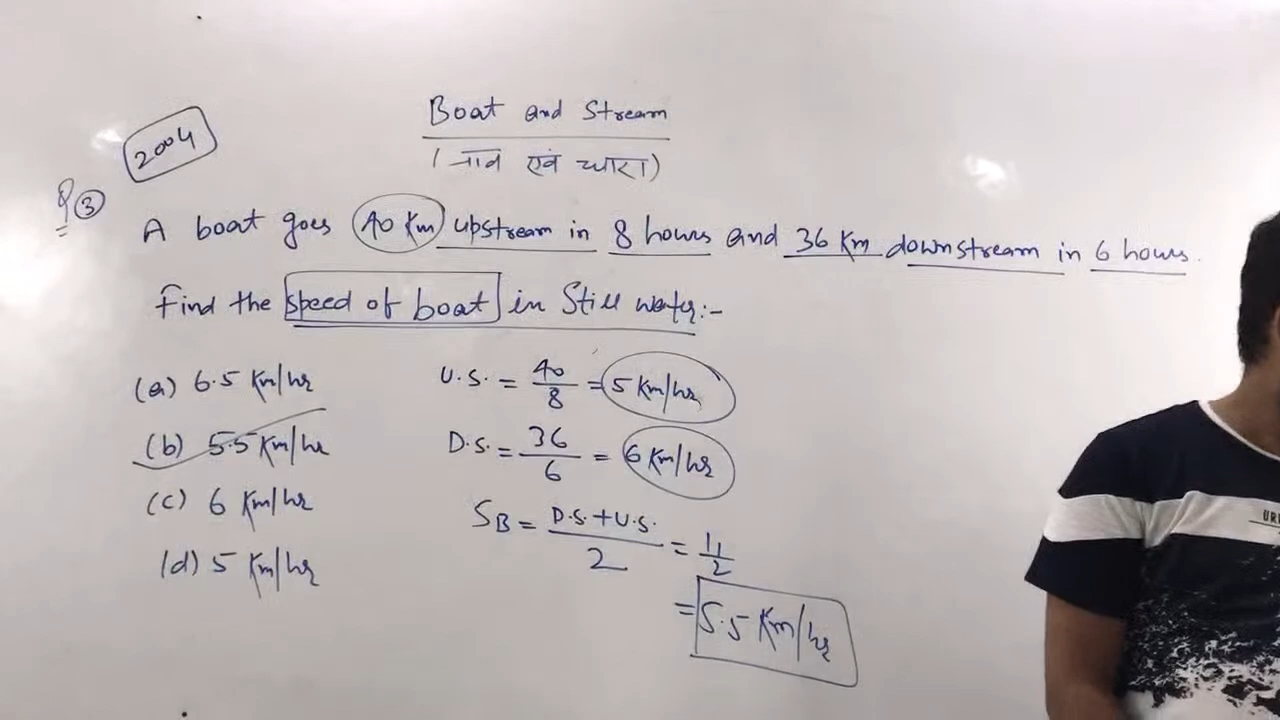 Boat and Stream
(नाव एवं धारा)
2004
Q ③
A boat goes 40 Km upstream in 8 hours and 36 Km downstream in 6 hours.
Find the speed of boat in Still water:-
(a) 6.5 Km/hr
(b) 5.5 Km/hr
(c) 6 Km/hr
(d) 5 Km/hr
U.S. = 40/8 = 5 Km/hr
D.S. = 36/6 = 6 Km/hr
SB = D.S.+U.S./2 = 11/2
= 5.5 Km/hr